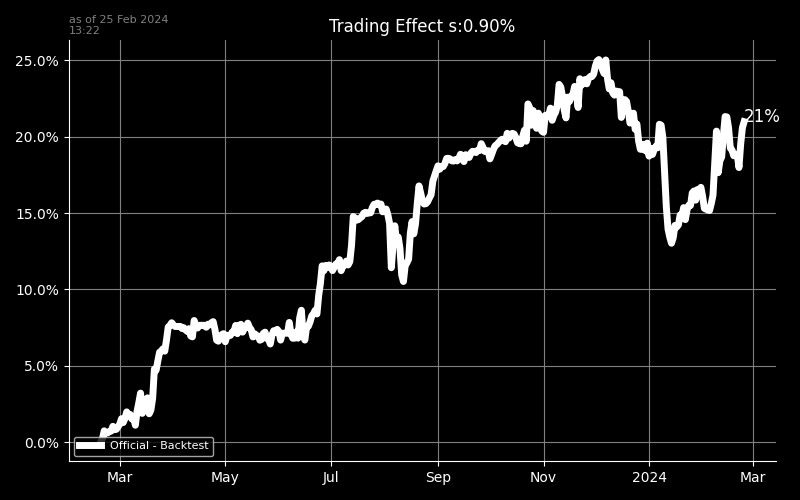 as of 25 Feb 2024
13:22
Trading Effect s:0.90%
25.0%
20.0%
15.0%
10.0%
5.0%
0.0%
21%
Official - Backtest
Mar
May
Jul
Sep
Nov
2024
Mar